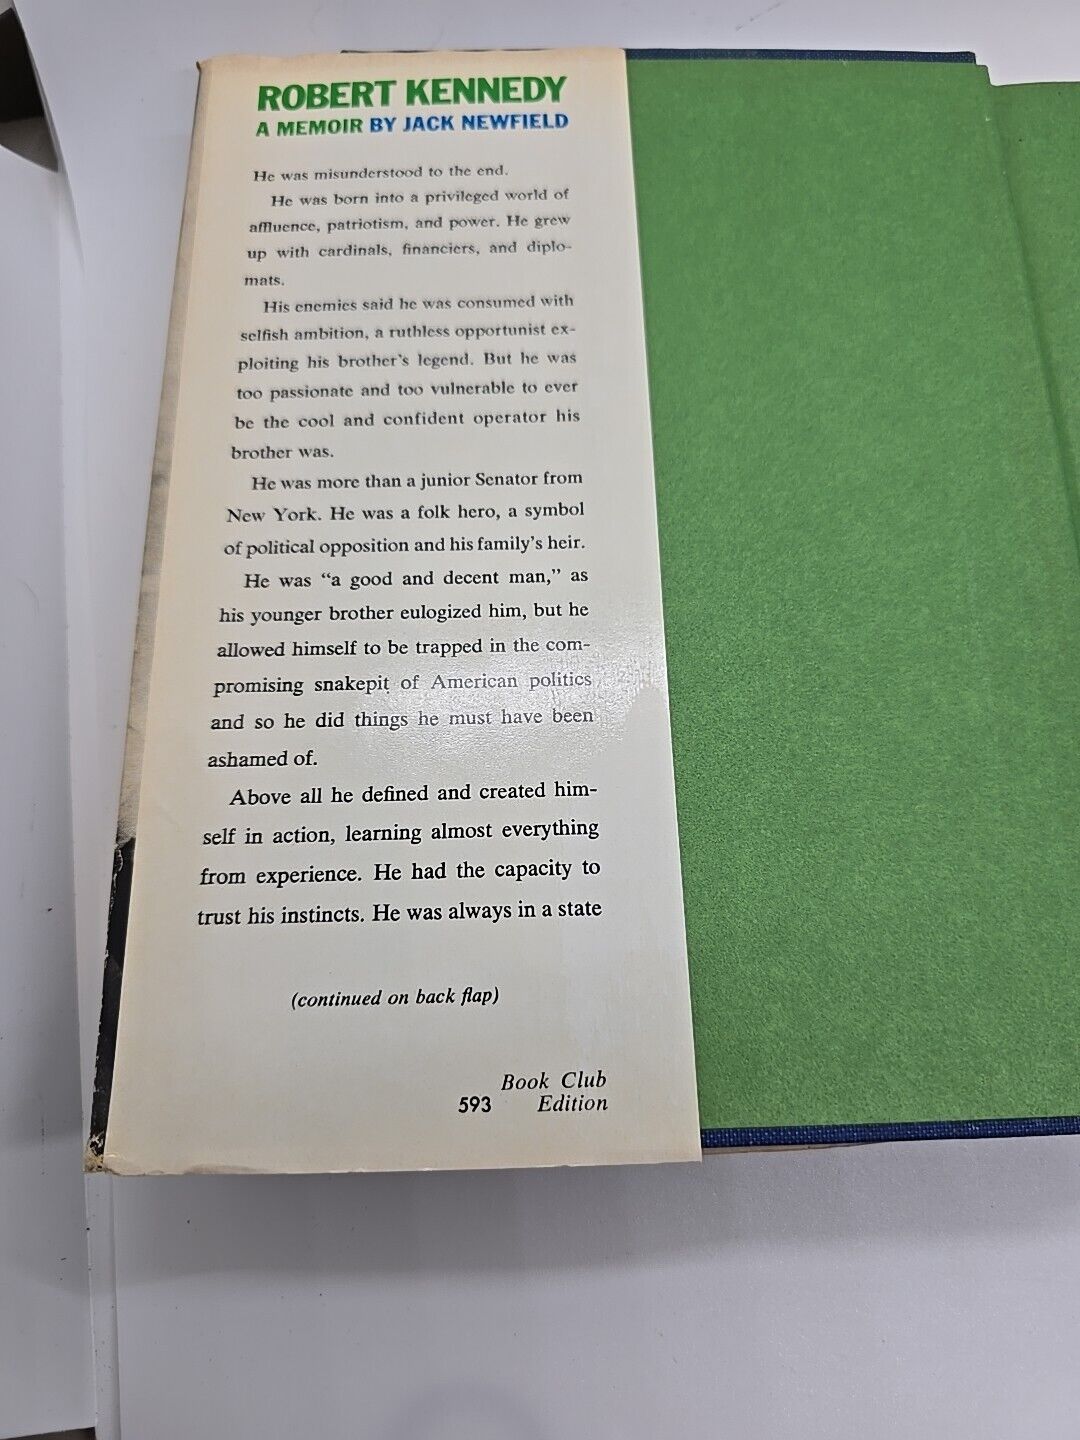 ROBERT KENNEDY
A MEMOIR BY JACK NEWFIELD
He was misunderstood to the end.
He was born into a privileged world of
affluence, patriotism, and power. He grew
up with cardinals, financiers, and diplo-
mats.
His enemies said he was consumed with
selfish ambition, a ruthless opportunist ex-
ploiting his brother's legend. But he was
too passionate and too vulnerable to ever
be the cool and confident operator his
brother was.
He was more than a junior Senator from
New York. He was a folk hero, a symbol
of political opposition and his family's heir.
He was "a good and decent man," as
his younger brother eulogized him, but he
allowed himself to be trapped in the com-
promising snakepit of American politics
and so he did things he must have been
ashamed of.
Above all he defined and created him-
self in action, learning almost everything
from experience. He had the capacity to
trust his instincts. He was always in a state
(continued on back flap)
Book Club
593 Edition